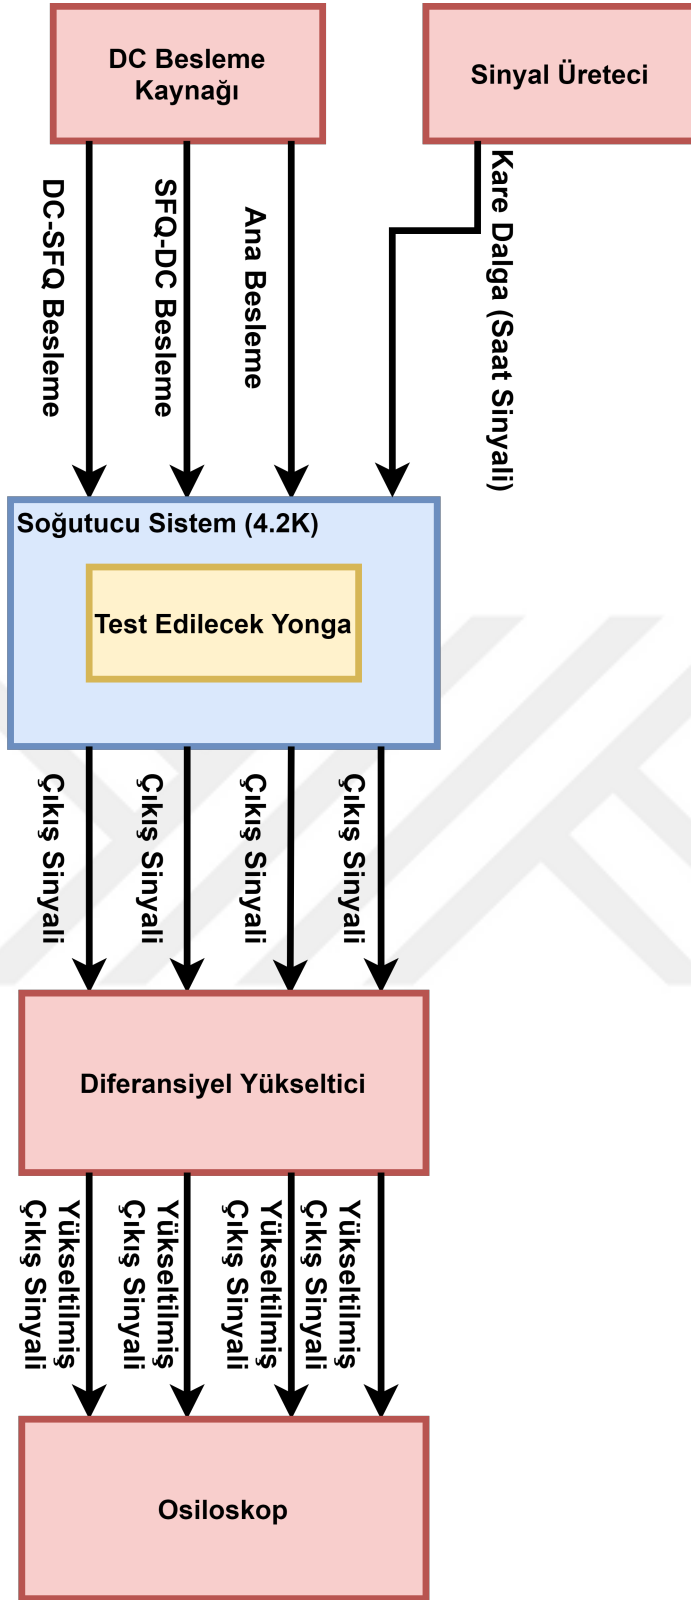 DC Besleme
Kaynağı
Sinyal Üreteci
DC-SFQ Besleme
SFQ-DC Besleme
Ana Besleme
Kare Dalga (Saat Sinyali)
Soğutucu Sistem (4.2K)
Test Edilecek Yonga
Çıkış Sinyali
Çıkış Sinyali
Çıkış Sinyali
Çıkış Sinyali
Diferansiyel Yükseltici
Yükseltilmiş
Çıkış Sinyali
Yükseltilmiş
Çıkış Sinyali
Yükseltilmiş
Çıkış Sinyali
Yükseltilmiş
Çıkış Sinyali
Osiloskop